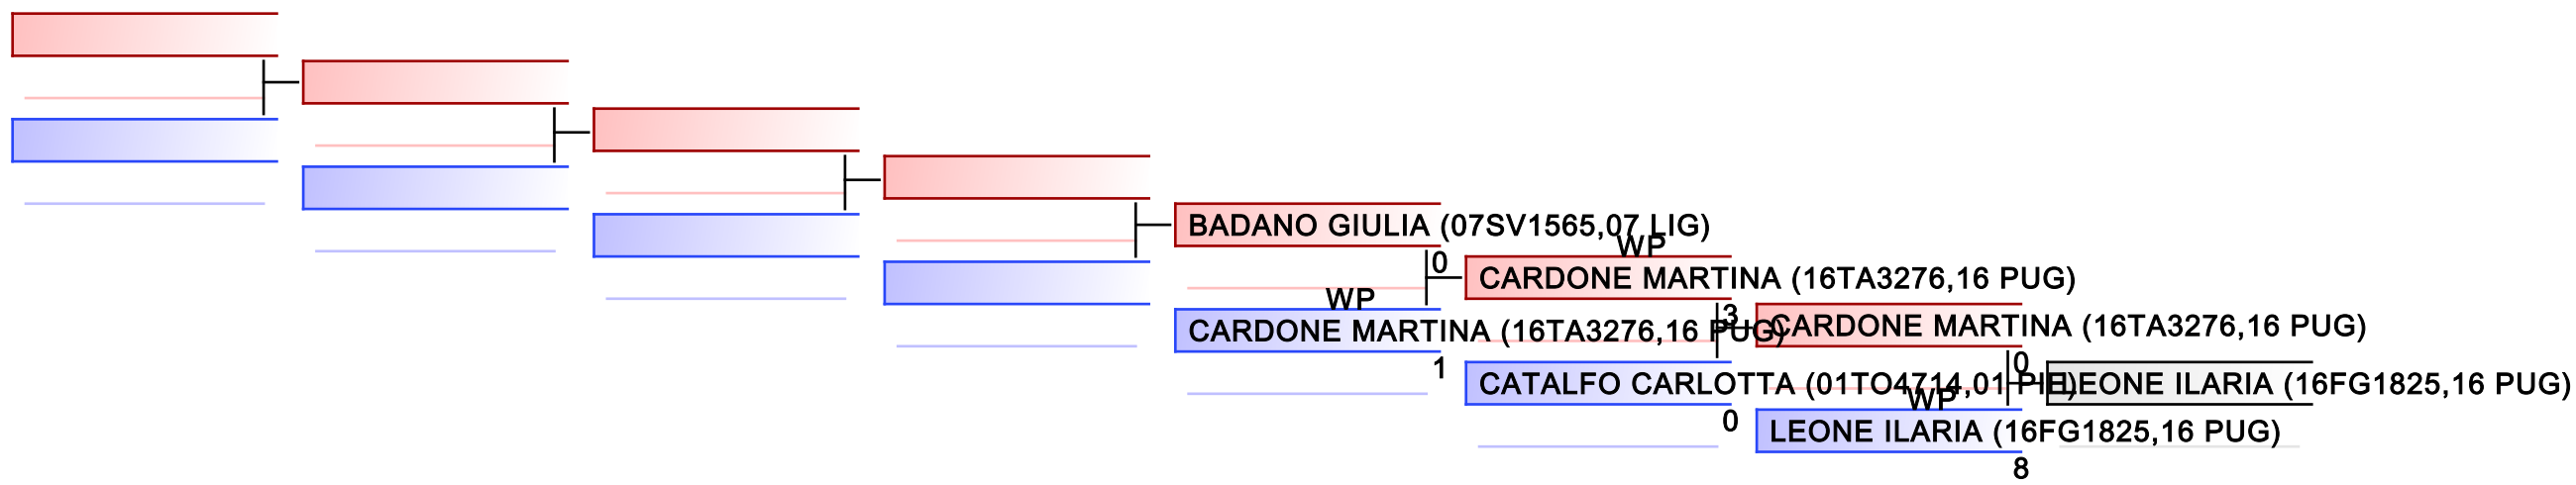 BADANO GIULIA (07SV1565,07 LIG)
WP
0
CARDONE MARTINA (16TA3276,16 PUG)
WP
3
CARDONE MARTINA (16TA3276,16 PUG)
CARDONE MARTINA (16TA3276,16 PUG)
1
0
CATALFO CARLOTTA (01TO4714,01 PIE)
LEONE ILARIA (16FG1825,16 PUG)
WP
0
LEONE ILARIA (16FG1825,16 PUG)
8